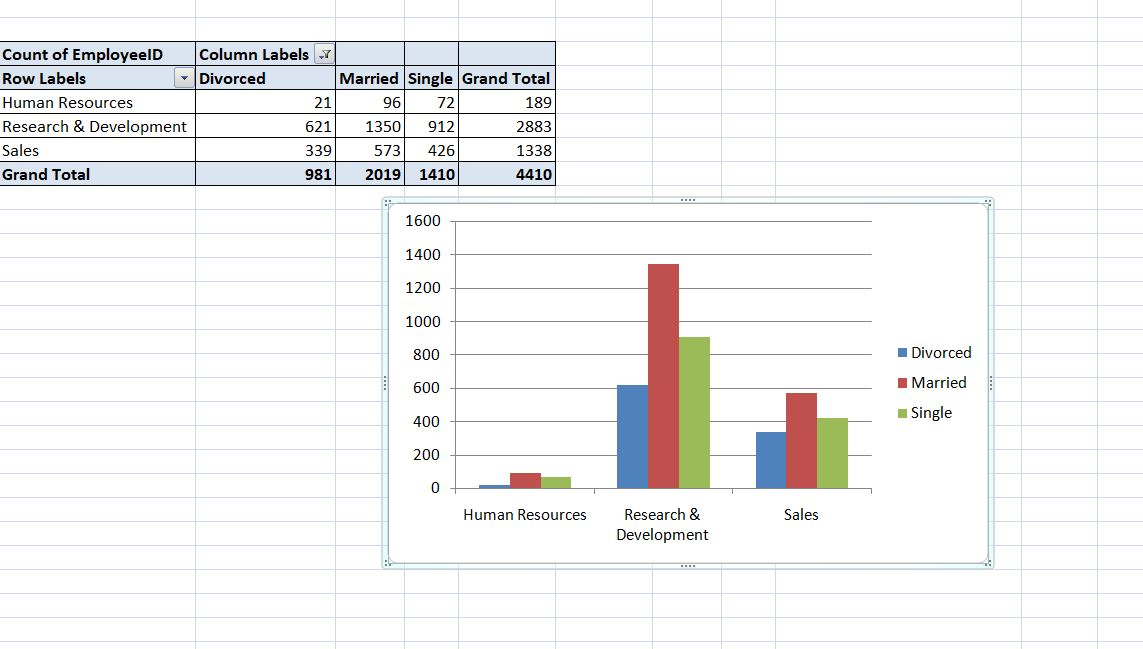 Count of EmployeeID Column Labels
Row Labels Divorced Married Single Grand Total
Human Resources 21 96 72 189
Research & Development 621 1350 912 2883
Sales 339 573 426 1338
Grand Total 981 2019 1410 4410
1600
1400
1200
1000
800
600
400
200
0
Human Resources
Research &
Development
Sales
Divorced
Married
Single